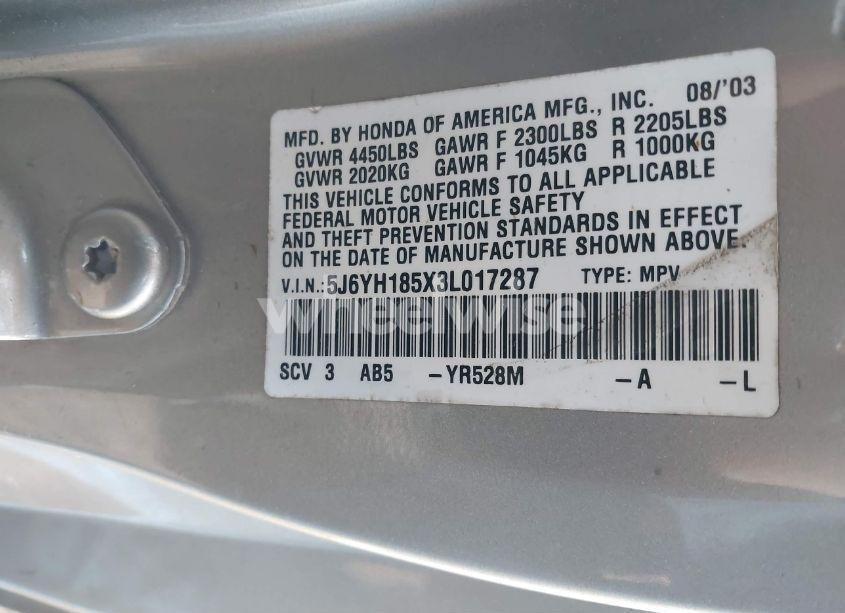 MFD. BY HONDA OF AMERICA MFG., INC. 08/'03
GVWR 4450LBS GAWR F 2300LBS R 2205LBS
GVWR 2020KG GAWR F 1045KG R 1000KG
THIS VEHICLE CONFORMS TO ALL APPLICABLE
FEDERAL MOTOR VEHICLE SAFETY
AND THEFT PREVENTION STANDARDS IN EFFECT
ON THE DATE OF MANUFACTURE SHOWN ABOVE.
V.I.N.:5J6YH185X3L017287 TYPE: MPV
wheelwise
SCV 3 AB5 -YR528M -A -L